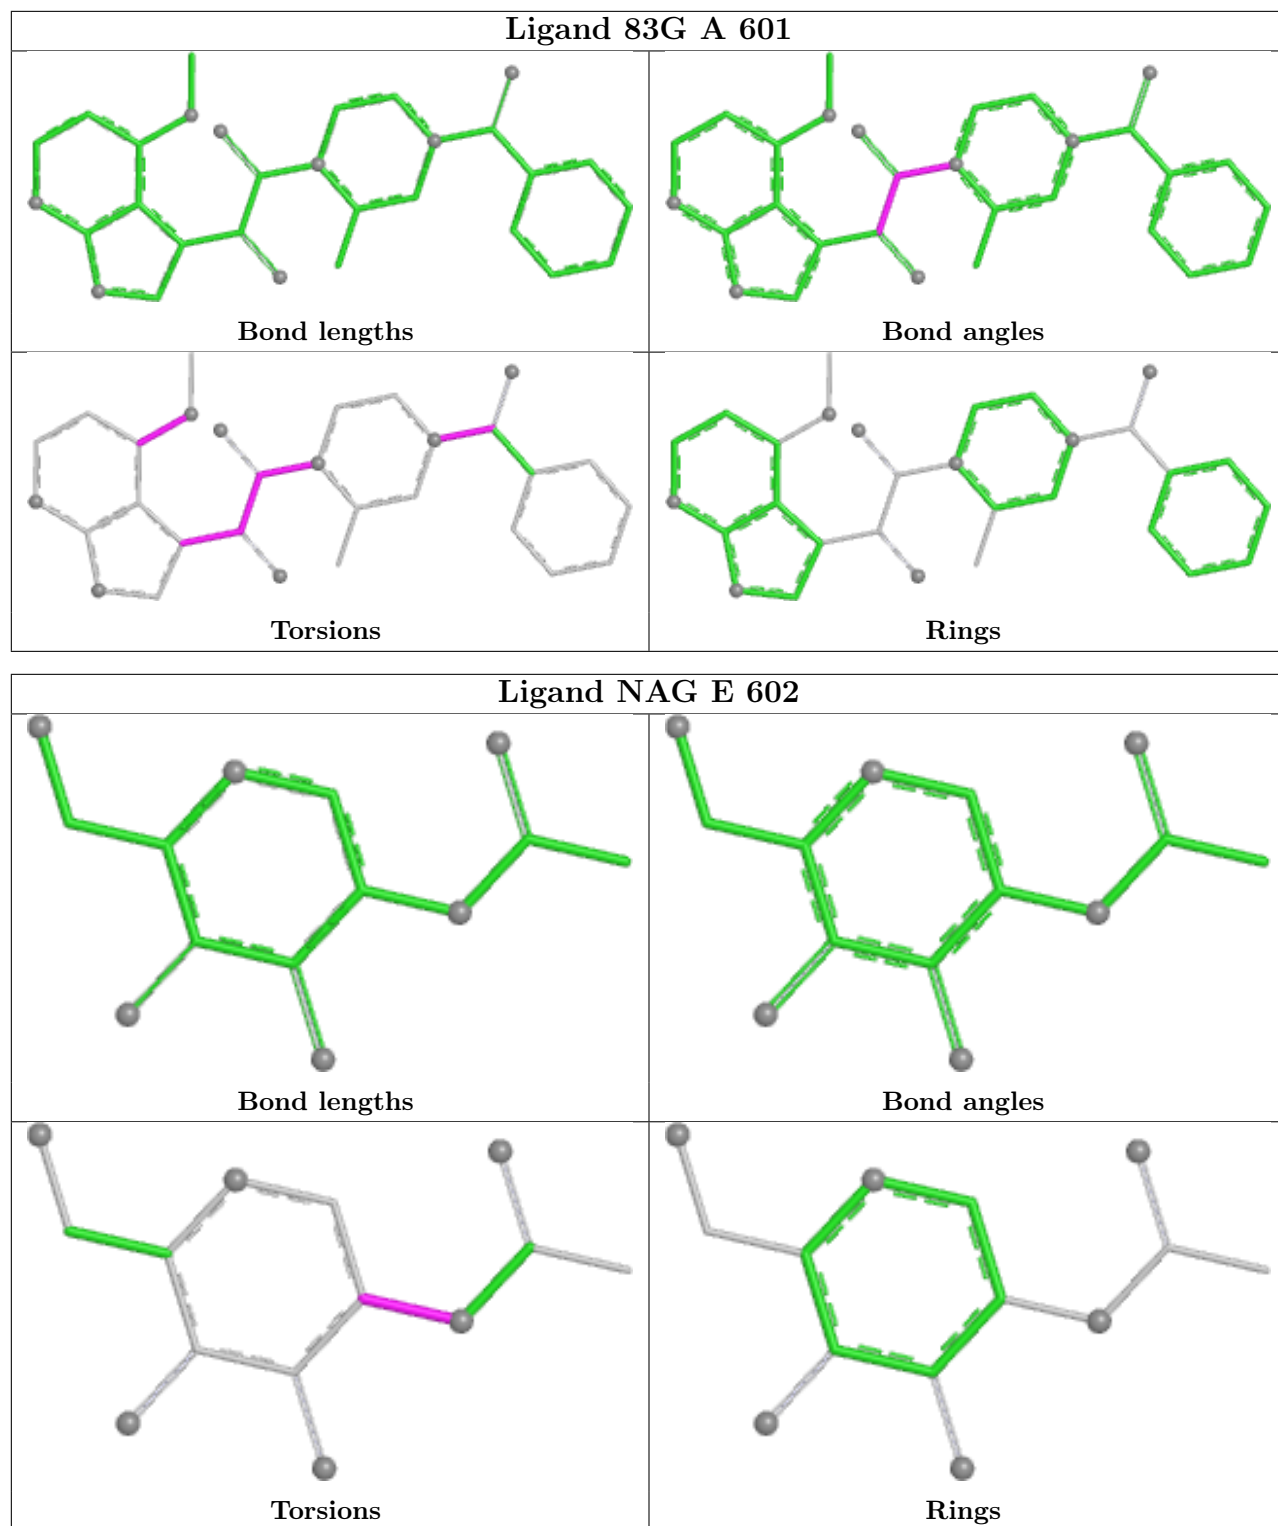 Ligand 83G A 601
Bond lengths
Bond angles
Torsions
Rings
Ligand NAG E 602
Bond lengths
Bond angles
Torsions
Rings